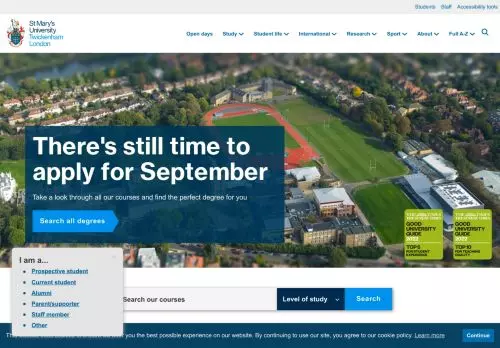 Students Staff Accessibility tools
St Mary's
University
Twickenham
London
Open days Study Student life International Research Sport About Full A-Z
There's still time to
apply for September
Take a look through all our courses and find the perfect degree for you
Search all degrees
GOOD
UNIVERSITY
GUIDE
2022
TOP 5
FOR STUDENT
EXPERIENCE
GOOD
UNIVERSITY
GUIDE
2022
TOP 10
FOR TEACHING
QUALITY
I am a...
Prospective student
Current student
Alumni
Parent/supporter
Staff member
Other
Search our courses
Level of study
Search
you the best possible experience on our website. By continuing to use our site, you agree to our cookie policy. Learn more
Continue